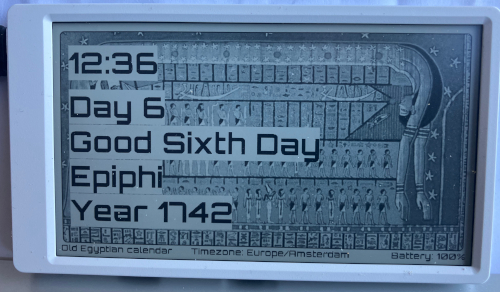 12:36
Day 6
Good Sixth Day
Epiphi
Year 1742
Old Egyptian calendar Timezone: Europe/Amsterdam Battery: 100%